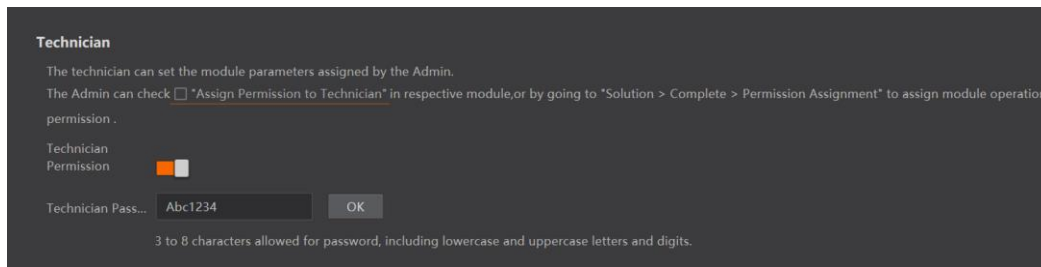 Technician
The technician can set the module parameters assigned by the Admin.
The Admin can check "Assign Permission to Technician" in respective module,or by going to "Solution > Complete > Permission Assignment" to assign module operation
permission .
Technician
Permission
Technician Pass... Abc1234 OK
3 to 8 characters allowed for password, including lowercase and uppercase letters and digits.